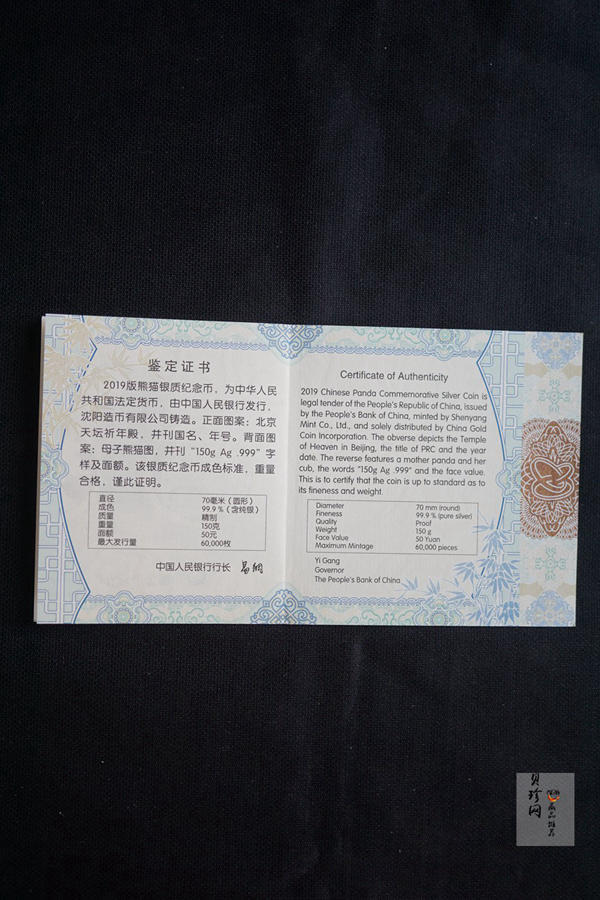 鉴定证书
2019版熊猫银质纪念币，为中华人民
共和国法定货币，由中国人民银行发行，
沈阳造币有限公司铸造。正面图案：北京
天坛祈年殿，并刊国名、年号。背面图
案：母子熊猫图，并刊“150g Ag .999”字
样及面额。该银质纪念币成色标准，重量
合格，谨此证明。
直径 70毫米（圆形）
成色 99.9％（含纯银）
质量 精制
重量 150克
面额 50元
最大发行量 60,000枚
中国人民银行行长 易纲
Certificate of Authenticity
2019 Chinese Panda Commemorative Silver Coin is
legal tender of the People's Republic of China, issued
by the People's Bank of China, minted by Shenyang
Mint Co., Ltd., and solely distributed by China Gold
Coin Incorporation. The obverse depicts the Temple
of Heaven in Beijing, the title of PRC and the year
date. The reverse features a mother panda and her
cub, the words "150g Ag .999" and the face value.
This is to certify that the coin is up to standard as to
its fineness and weight.
Diameter 70 mm (round)
Fineness 99.9 % (pure silver)
Quality Proof
Weight 150 g
Face Value 50 Yuan
Maximum Mintage 60,000 pieces
Yi Gang
Governor
The People's Bank of China
贝珍网
商品推荐